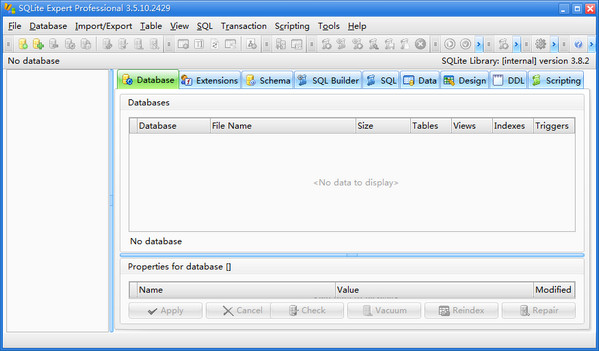 SQLite Expert Professional 3.5.10.2429
File Database Import/Export Table View SQL Transaction Scripting Tools Help
No database SQLite Library: [internal] version 3.8.2
Database Extensions Schema SQL Builder SQL Data Design DDL Scripting
Databases
Database File Name Size Tables Views Indexes Triggers
<No data to display>
No database
Properties for database []
Name Value Modified
Apply Cancel Check Vacuum Reindex Repair